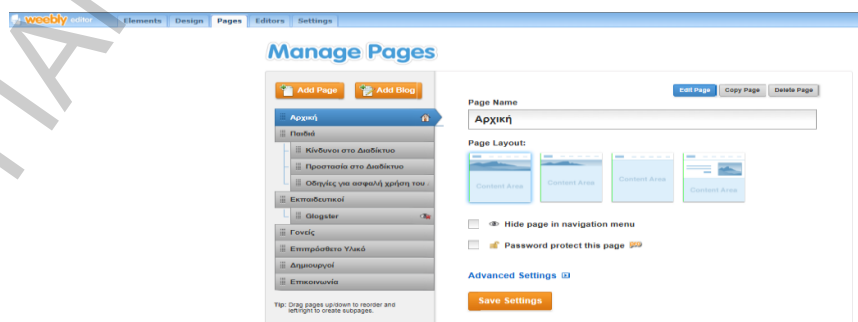 weebly editor Elements Design Pages Editors Settings
Manage Pages
Add Page Add Blog
Edit Page Copy Page Delete Page
Page Name
Αρχική
Αρχική
Παιδιά
Κίνδυνοι στο Διαδίκτυο
Προστασία στο Διαδίκτυο
Οδηγίες για ασφαλή χρήση του
Εκπαιδευτικοί
Glogster
Γονείς
Επιπρόσθετο Υλικό
Δημιουργοί
Επικοινωνία
Tip: Drag pages up/down to reorder and
left/right to create subpages.
Page Layout:
Content Area Content Area Content Area Content Area
Hide page in navigation menu
Password protect this page
Advanced Settings
Save Settings